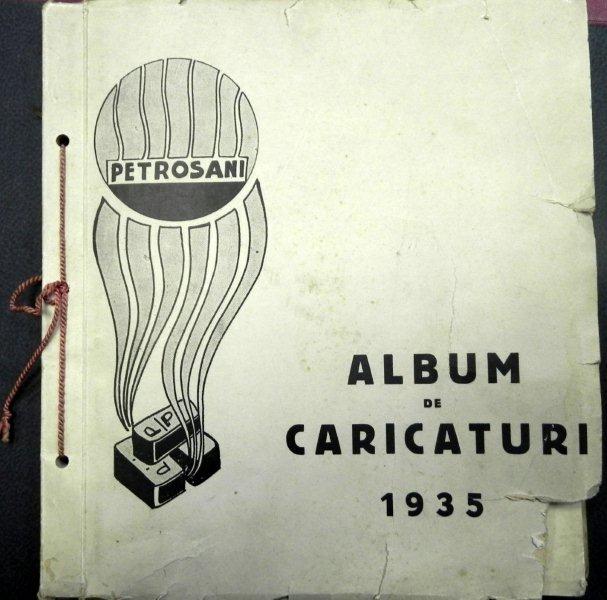 PETROSANI
P P
P
ALBUM
DE
CARICATURI
1935